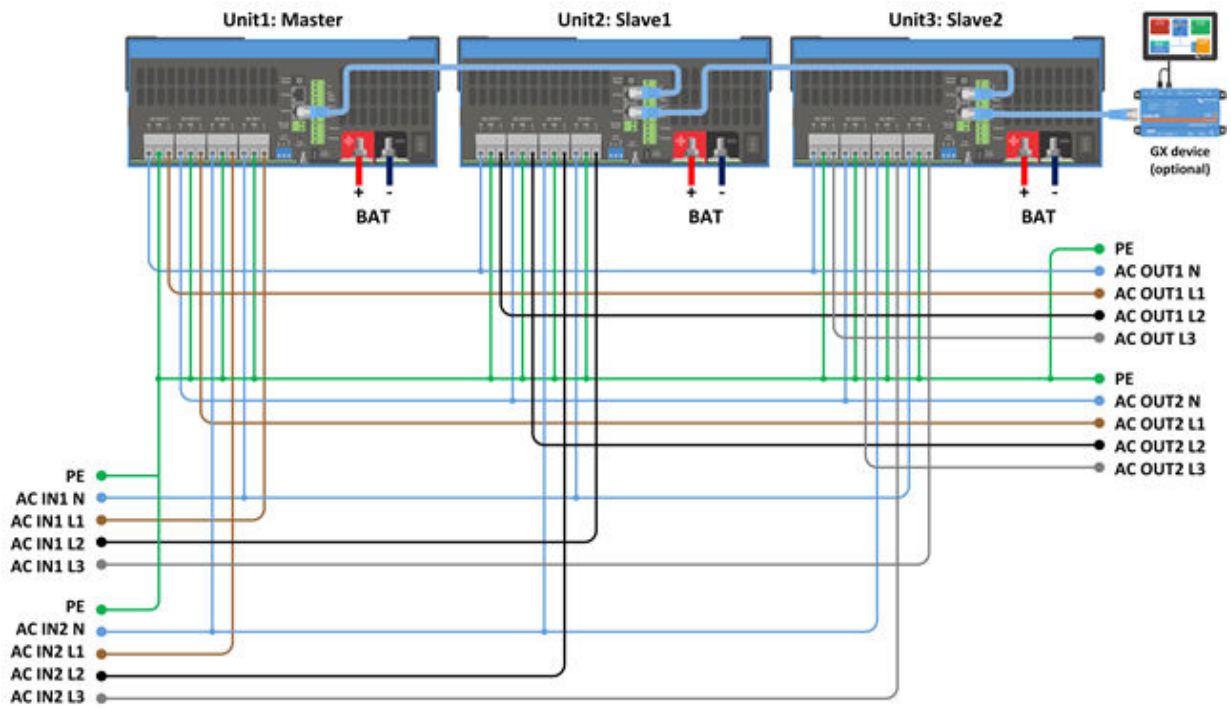 Unit1: Master
Unit2: Slave1
Unit3: Slave2
GX device
(optional)
+ -
BAT
+ -
BAT
+ -
BAT
PE
AC OUT1 N
AC OUT1 L1
AC OUT1 L2
AC OUT L3
PE
AC OUT2 N
AC OUT2 L1
AC OUT2 L2
AC OUT2 L3
PE
AC IN1 N
AC IN1 L1
AC IN1 L2
AC IN1 L3
PE
AC IN2 N
AC IN2 L1
AC IN2 L2
AC IN2 L3